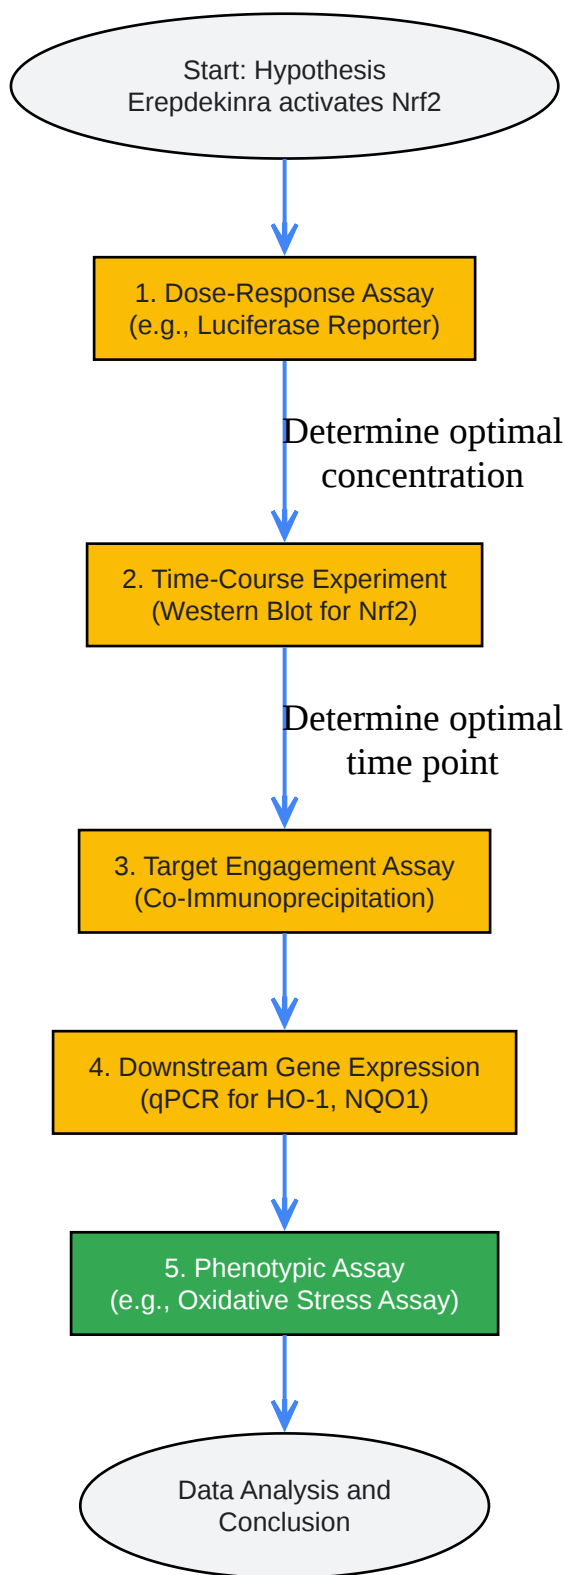 Start: Hypothesis
Erepdekinra activates Nrf2
1. Dose-Response Assay
(e.g., Luciferase Reporter)
Determine optimal
concentration
2. Time-Course Experiment
(Western Blot for Nrf2)
Determine optimal
time point
3. Target Engagement Assay
(Co-Immunoprecipitation)
4. Downstream Gene Expression
(qPCR for HO-1, NQO1)
5. Phenotypic Assay
(e.g., Oxidative Stress Assay)
Data Analysis and
Conclusion